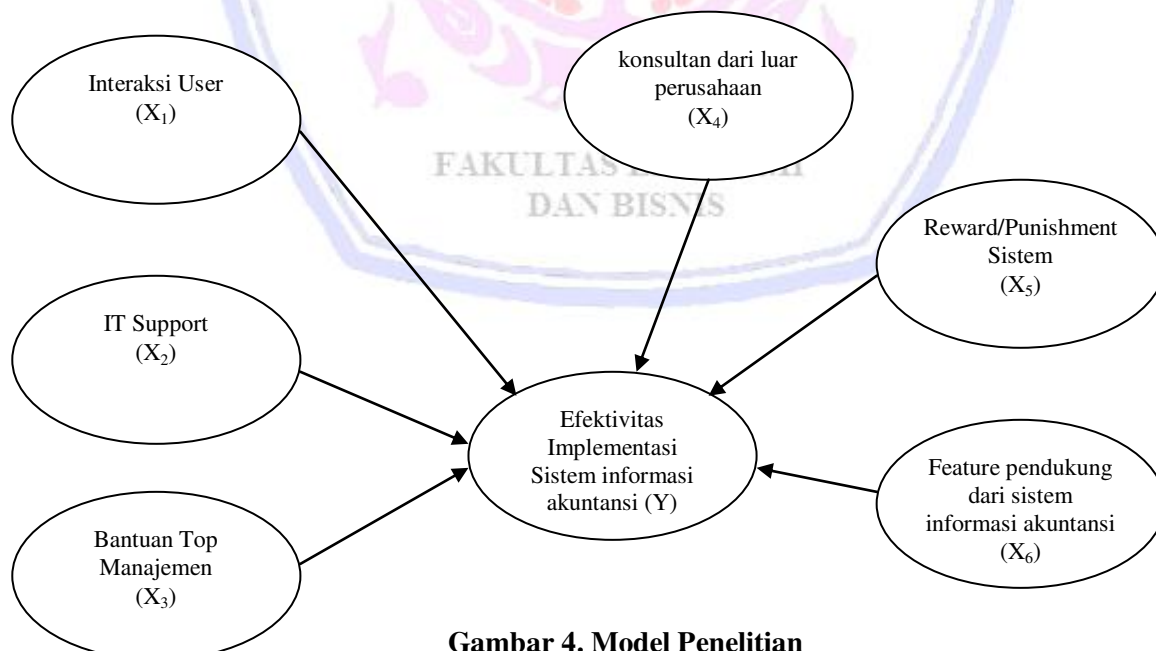 Interaki User
(X₁)
konsultan dari luar
perusahaan
(X₄)
FAKULTAS
DAN BISNIS
Reward/Punishment
Sistem
(X₅)
IT Support
(X₂)
Efektivitas
Implementasi
Sistem informasi
akuntansi (Y)
Feature pendukung
dari sistem
informasi akuntansi
(X₆)
Bantuan Top
Manajemen
(X₃)
Gambar 4. Model Penelitian